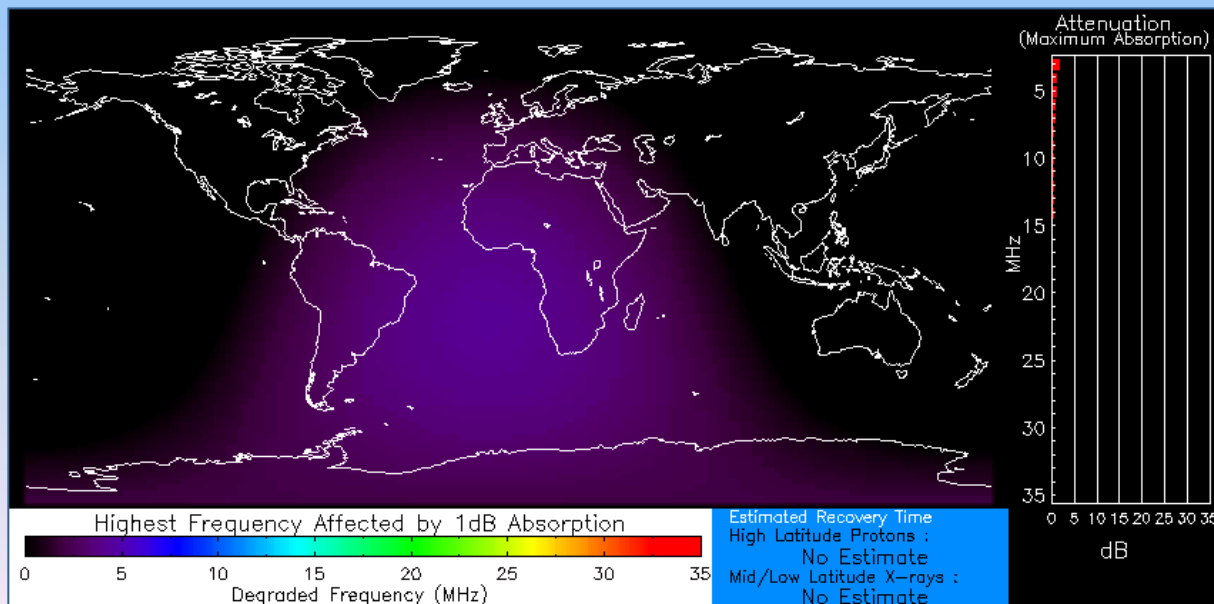 Attenuation
(Maximum Absorption)
5
10
15
20
25
30
35
MHz
0 5 10 15 20 25 30 35
dB
Highest Frequency Affected by 1dB Absorption
0 5 10 15 20 25 30 35
Degraded Frequency (MHz)
Estimated Recovery Time
High Latitude Protons :
No Estimate
Mid/Low Latitude X-rays :
No Estimate